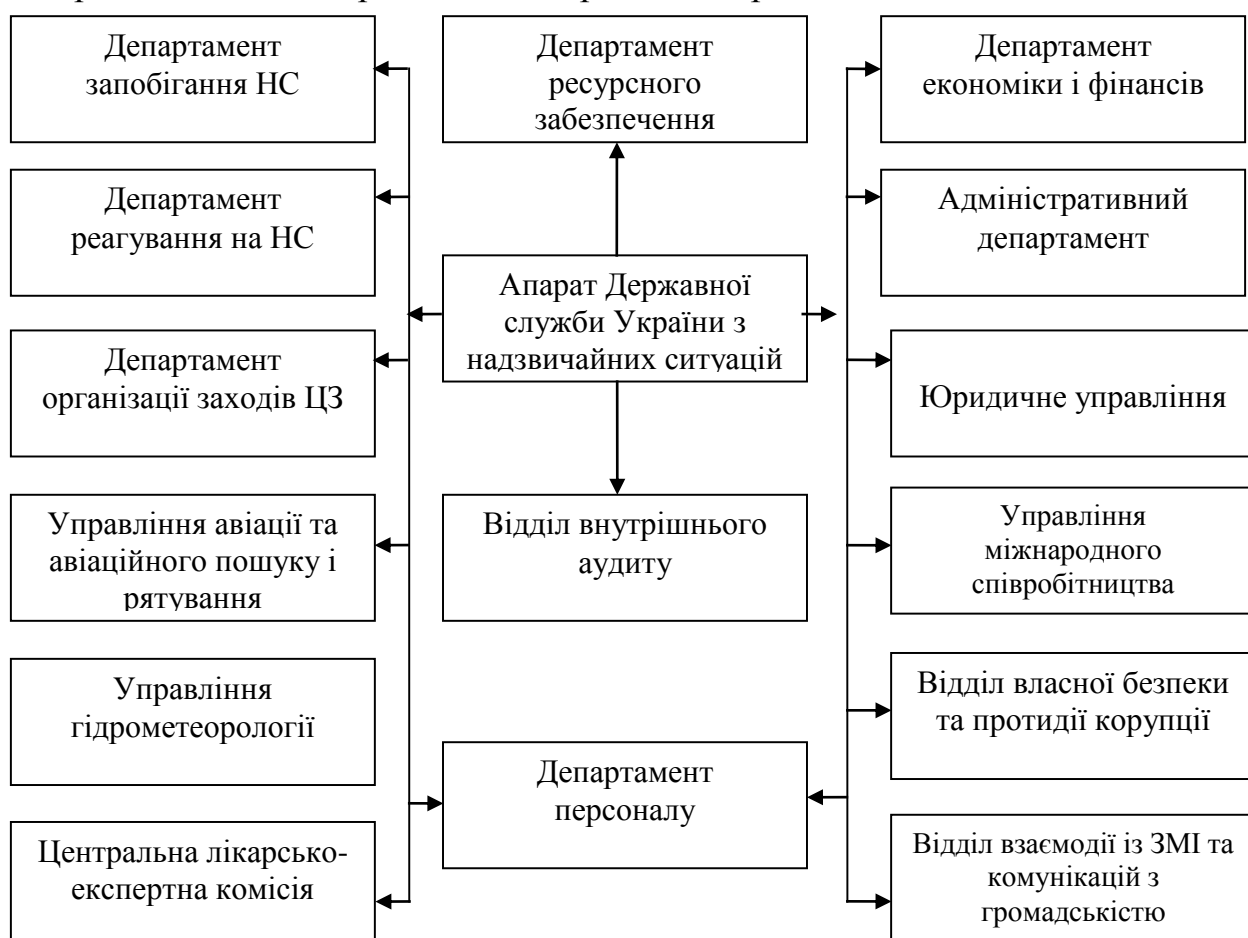 Департамент
запобігання НС
Департамент
ресурсного
забезпечення
Департамент
економіки і фінансів
Департамент
реагування на НС
Адміністративний
департамент
Апарат Державної
служби України з
надзвичайних ситуацій
Департамент
організації заходів ЦЗ
Юридичне управління
Управління авіації та
авіаційного пошуку і
рятування
Відділ внутрішнього
аудиту
Управління
міжнародного
співробітництва
Управління
гідрометеорології
Відділ власної безпеки
та протидії корупції
Департамент
персоналу
Центральна лікарсько-
експертна комісія
Відділ взаємодії із ЗМІ та
комунікацій з
громадськістю